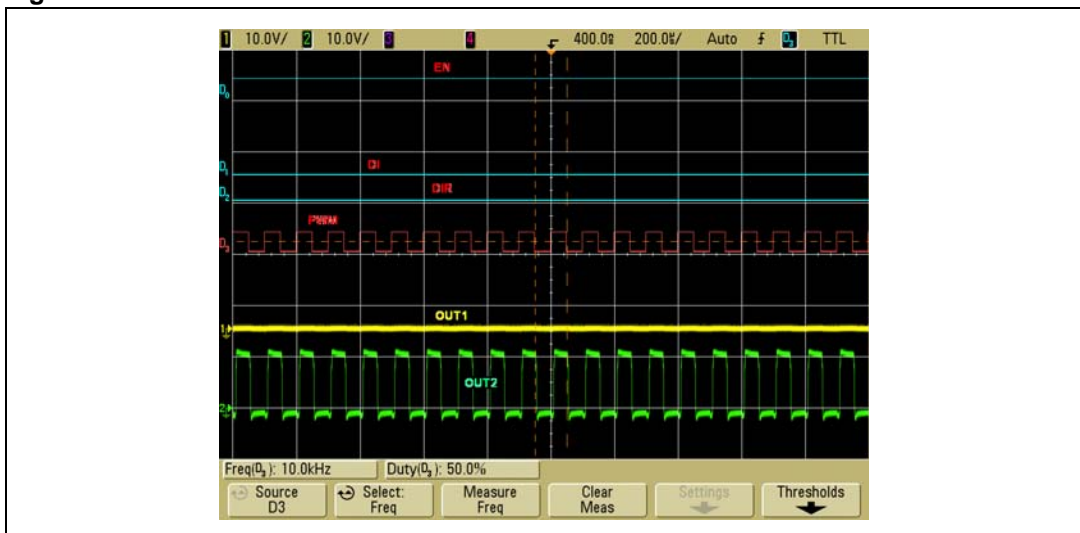 1 10.0V/ 2 10.0V/ 3 4 400.0s 200.0s/ Auto D3 TTL
EN
D0
DI
D1
DIR
D2
PWM
D3
OUT1
1
OUT2
2
Freq(D3): 10.0kHz Duty(D3): 50.0%
Source Select: Measure Clear Settings Thresholds
D3 Freq Freq Meas